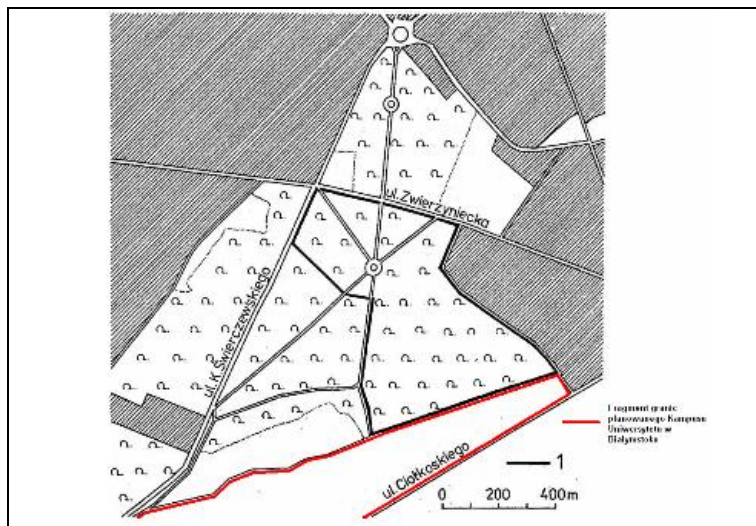 ul. Zwierzyniecka
ul. K. Świerczewskiego
Fragment granic
planowanego Kampusu
Uniwersytetu w
Białymstoku
ul. Ciołkoskiego
1
0 200 400m